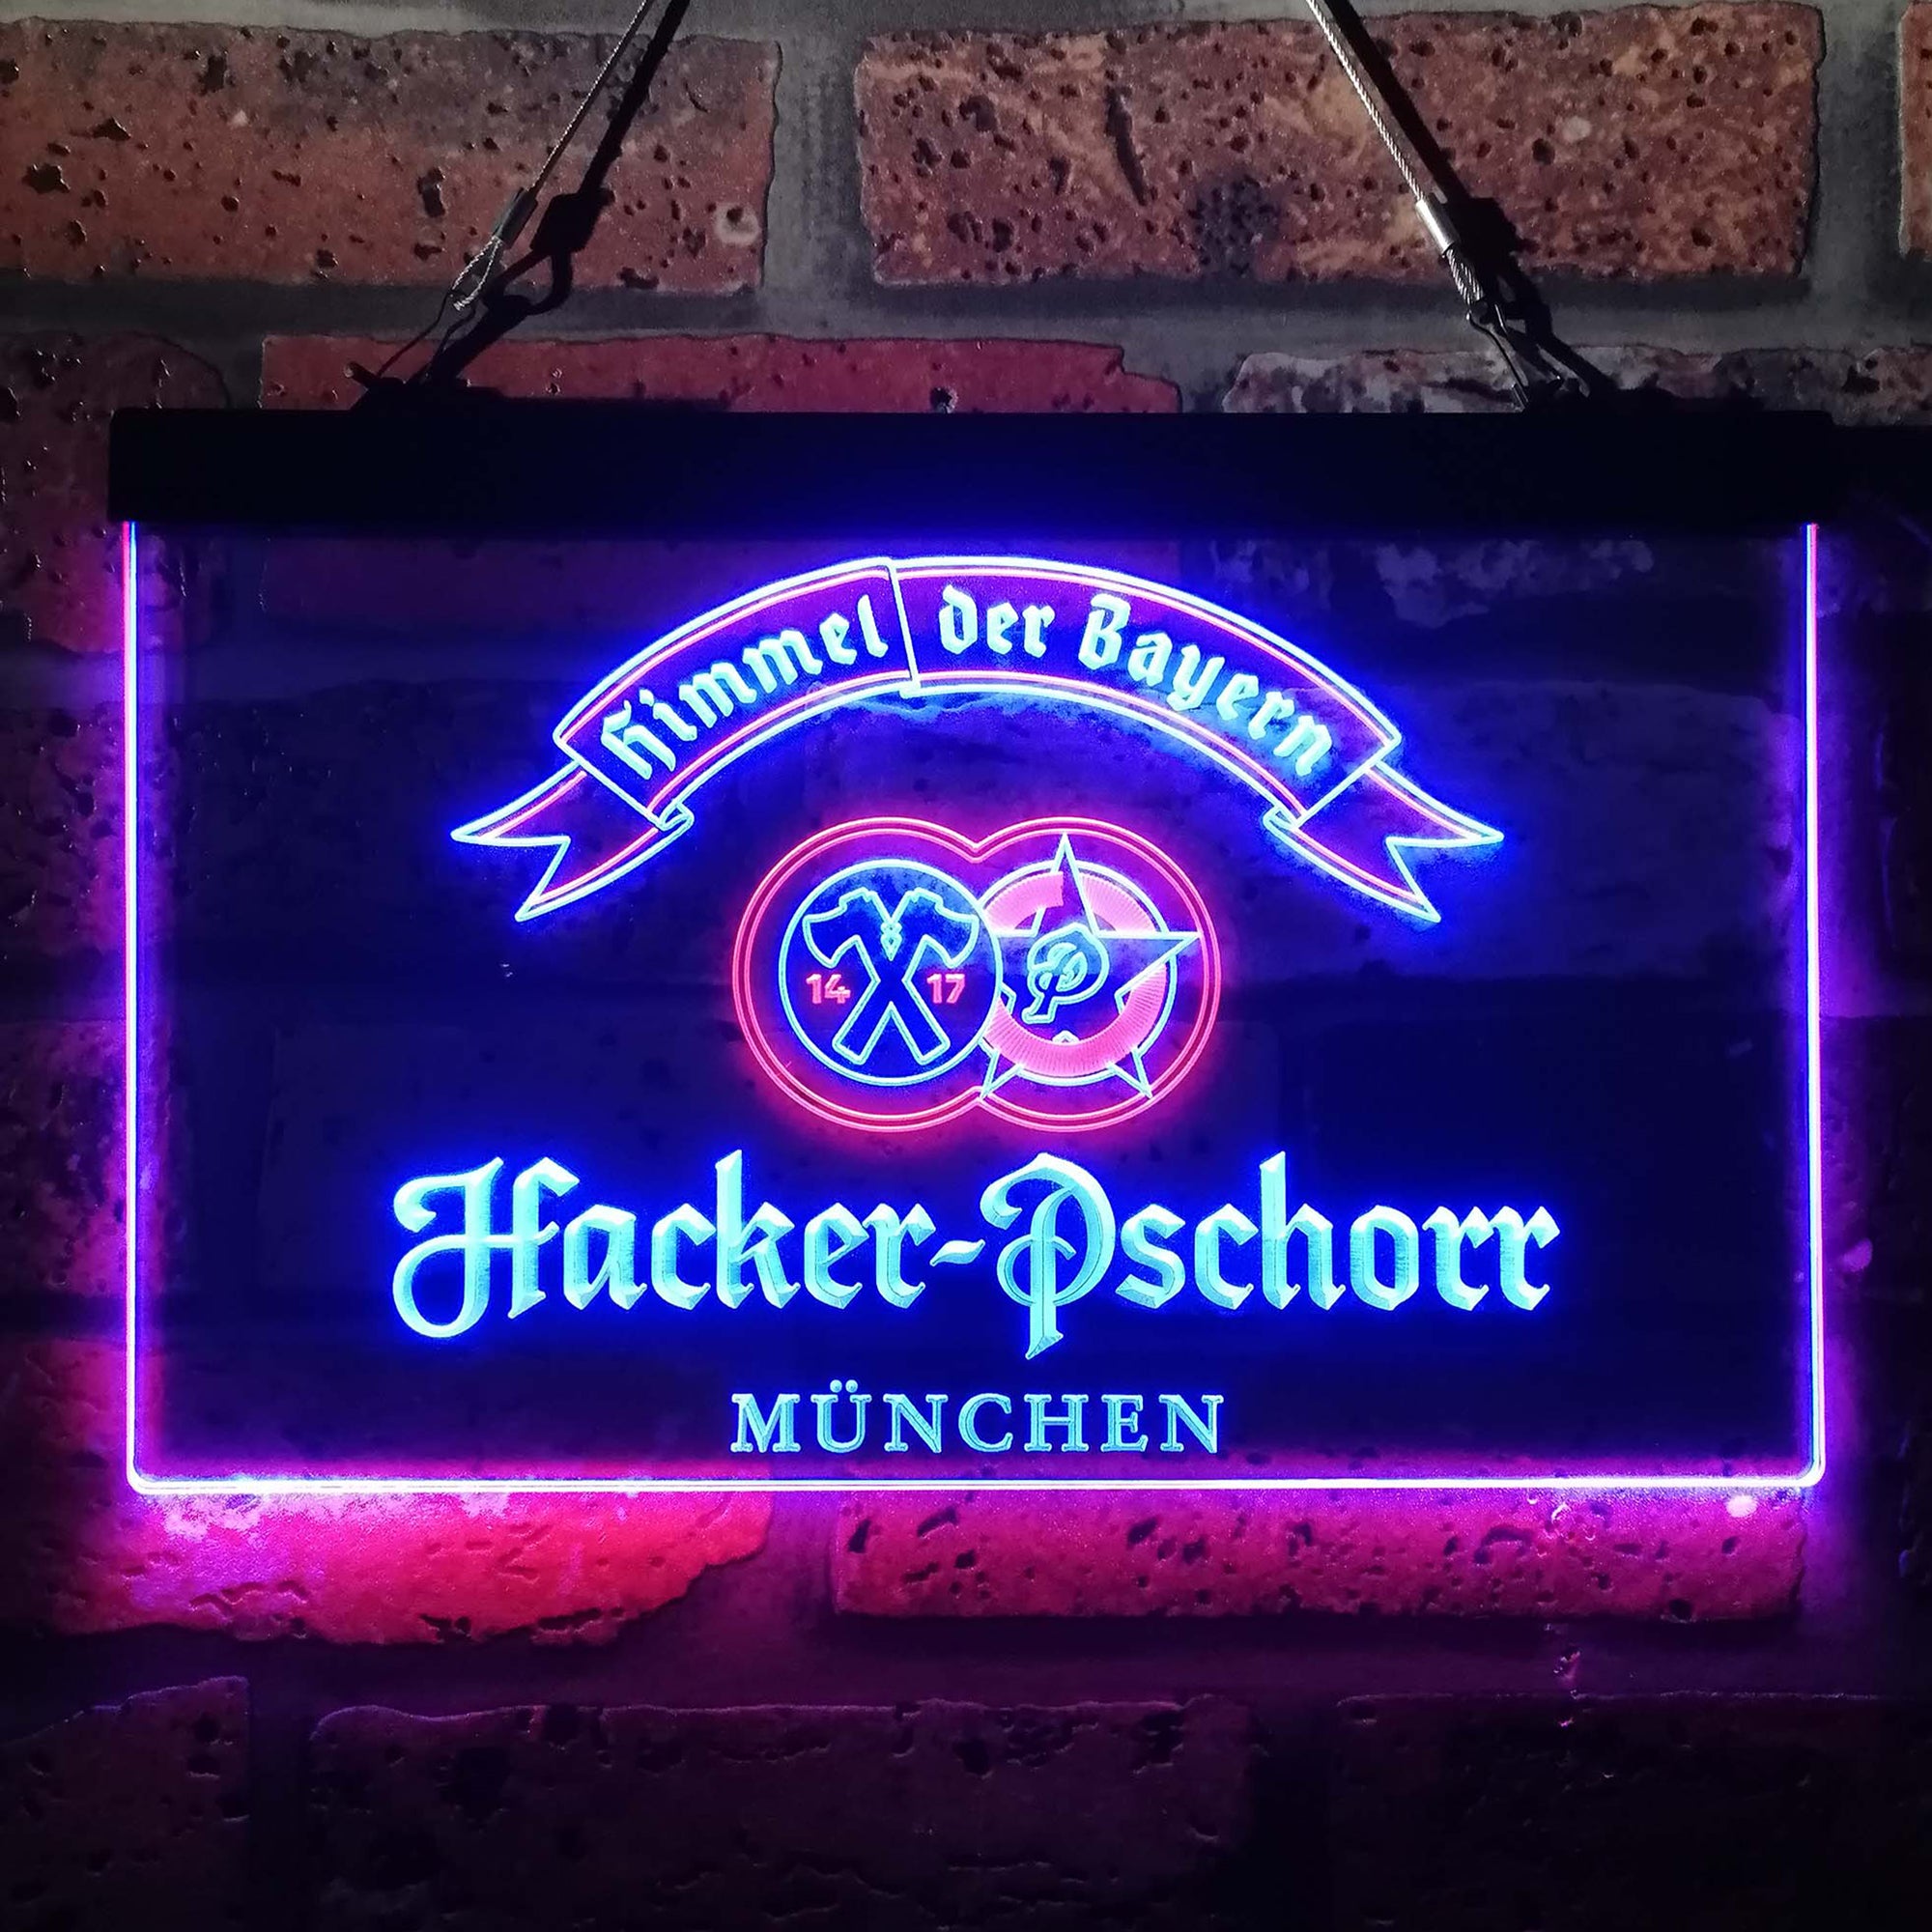 Himmel der Bayern
14 17
Hacker-Pschorr
MÜNCHEN